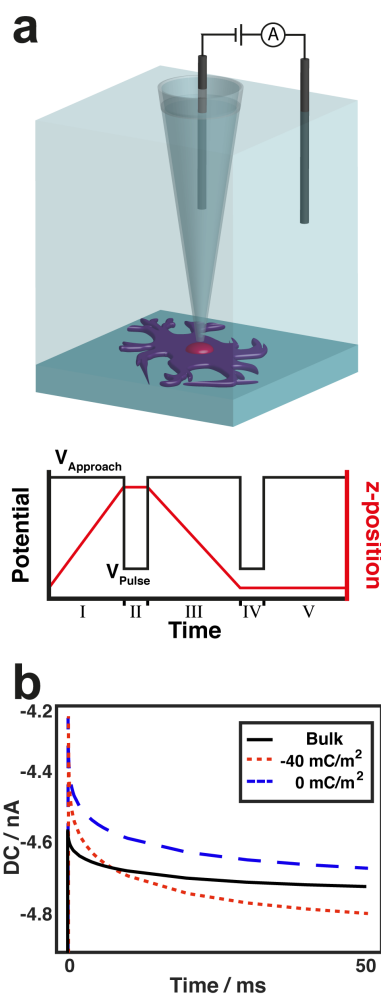 a
A
V Approach
Potential
z-position
V Pulse
I II III IV V
Time
b
-4.2
-4.4
-4.6
-4.8
DC / nA
Bulk
-40 mC/m²
0 mC/m²
0 50
Time / ms